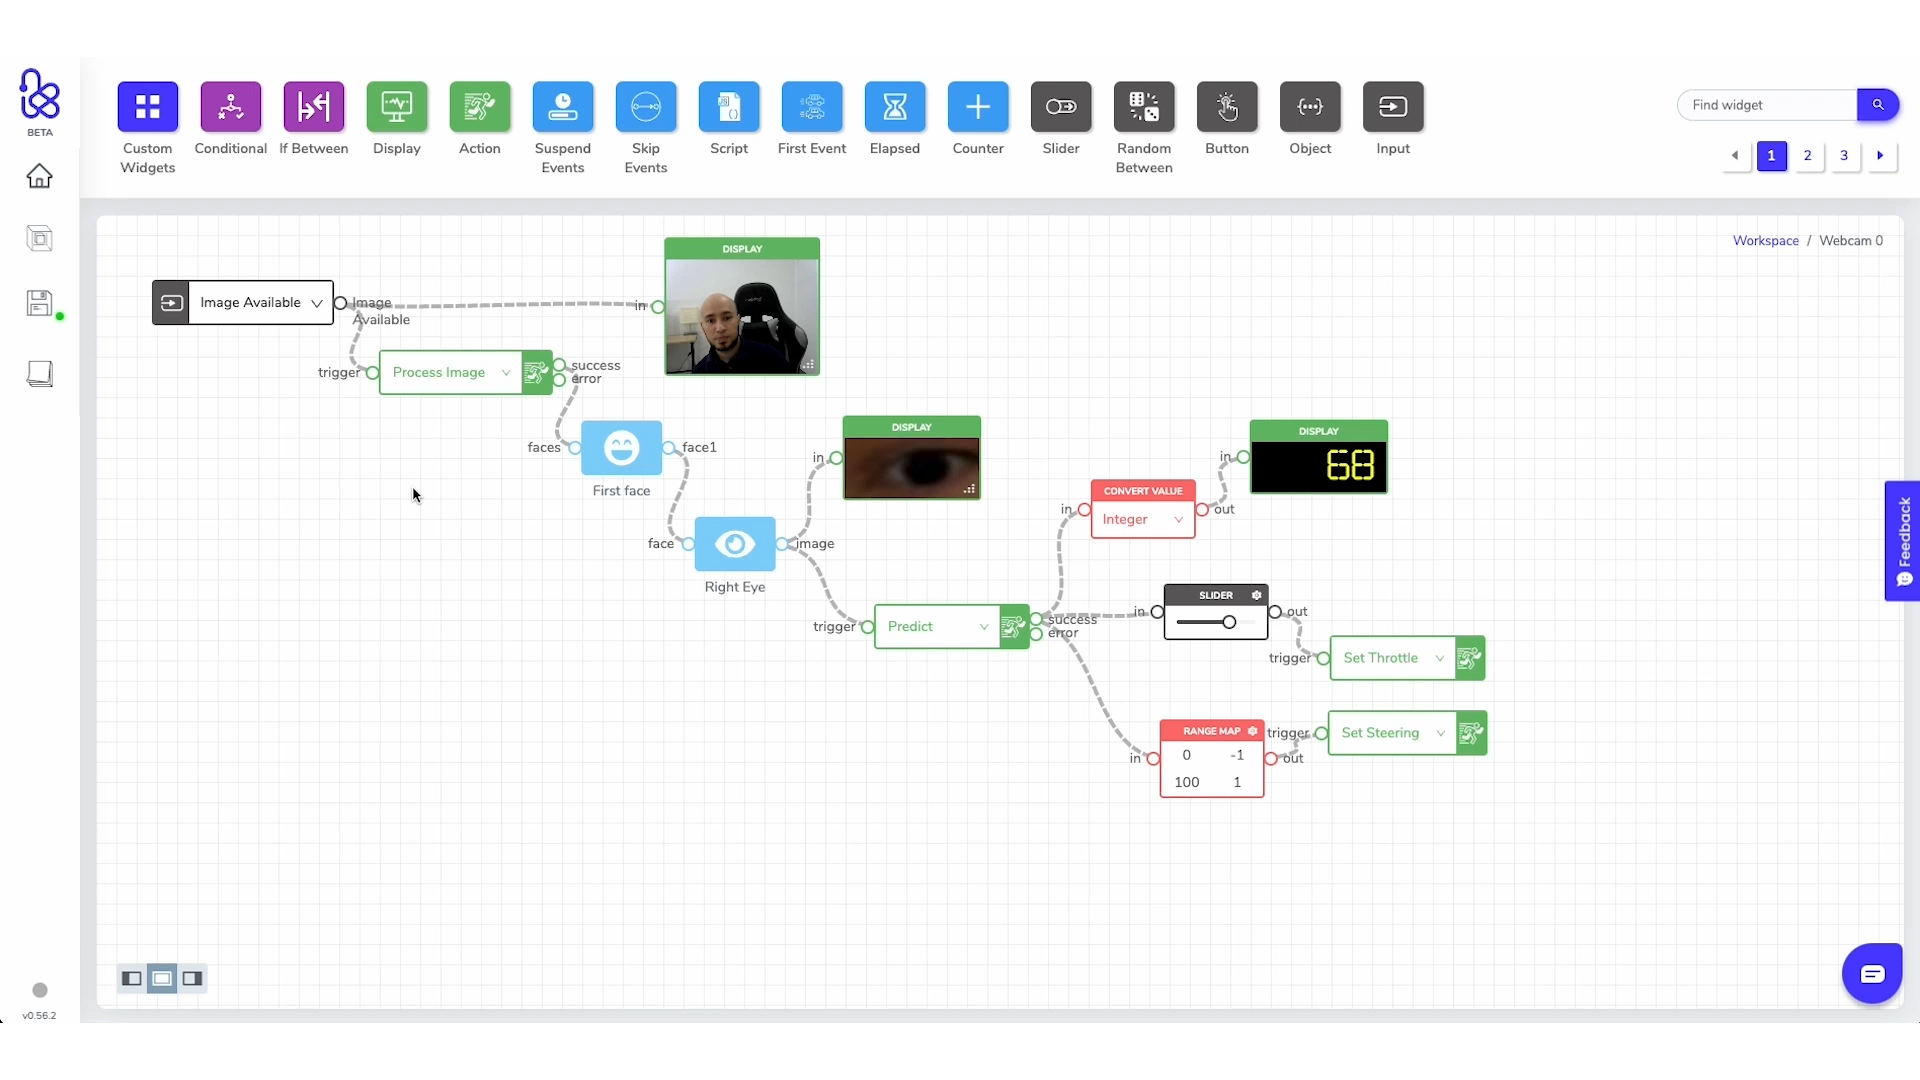 BETA
Custom
Widgets
Conditional
If Between
Display
Action
Suspend
Events
Skip
Events
Script
First Event
Elapsed
Counter
Slider
Random
Between
Button
Object
Input
Find widget
1
2
3
Workspace / Webcam 0
DISPLAY
Image Available
Image
Available
in
trigger
Process Image
success
error
faces
face1
First face
DISPLAY
in
face
image
Right Eye
trigger
Predict
success
error
CONVERT VALUE
in
Integer
out
DISPLAY
in
68
SLIDER
in
out
trigger
Set Throttle
RANGE MAP
in
0 -1
100 1
out
trigger
Set Steering
Feedback
v0.56.2